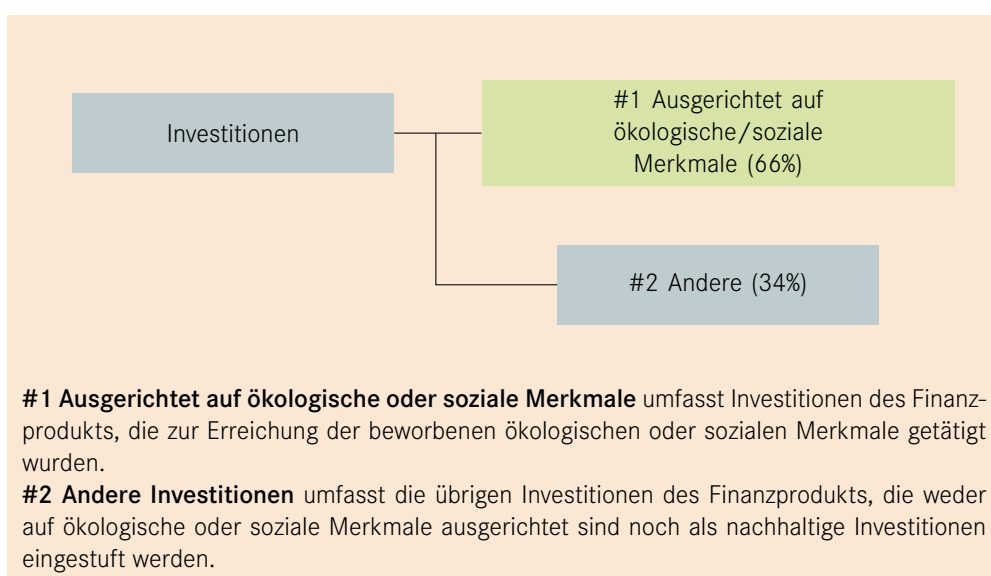 Investitionen
#1 Ausgerichtet auf
ökologische/soziale
Merkmale (66%)
#2 Andere (34%)
#1 Ausgerichtet auf ökologische oder soziale Merkmale umfasst Investitionen des Finanz-
produkts, die zur Erreichung der beworbenen ökologischen oder sozialen Merkmale getätigt
wurden.
#2 Andere Investitionen umfasst die übrigen Investitionen des Finanzprodukts, die weder
auf ökologische oder soziale Merkmale ausgerichtet sind noch als nachhaltige Investitionen
eingestuft werden.